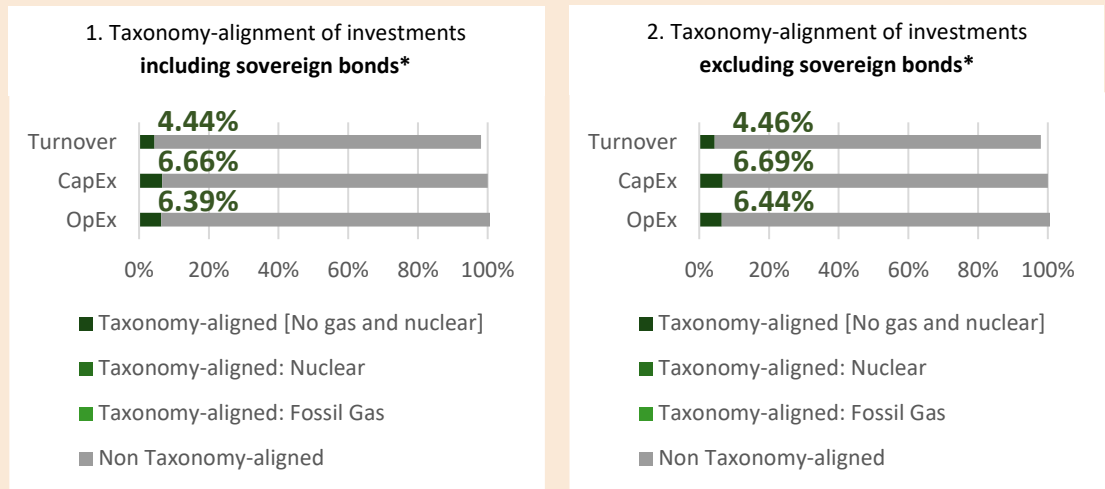 1. Taxonomy-alignment of investments
including sovereign bonds*
4.44%
Turnover
6.66%
CapEx
6.39%
OpEx
0% 20% 40% 60% 80% 100%
Taxonomy-aligned [No gas and nuclear]
Taxonomy-aligned: Nuclear
Taxonomy-aligned: Fossil Gas
Non Taxonomy-aligned
2. Taxonomy-alignment of investments
excluding sovereign bonds*
4.46%
Turnover
6.69%
CapEx
6.44%
OpEx
0% 20% 40% 60% 80% 100%
Taxonomy-aligned [No gas and nuclear]
Taxonomy-aligned: Nuclear
Taxonomy-aligned: Fossil Gas
Non Taxonomy-aligned